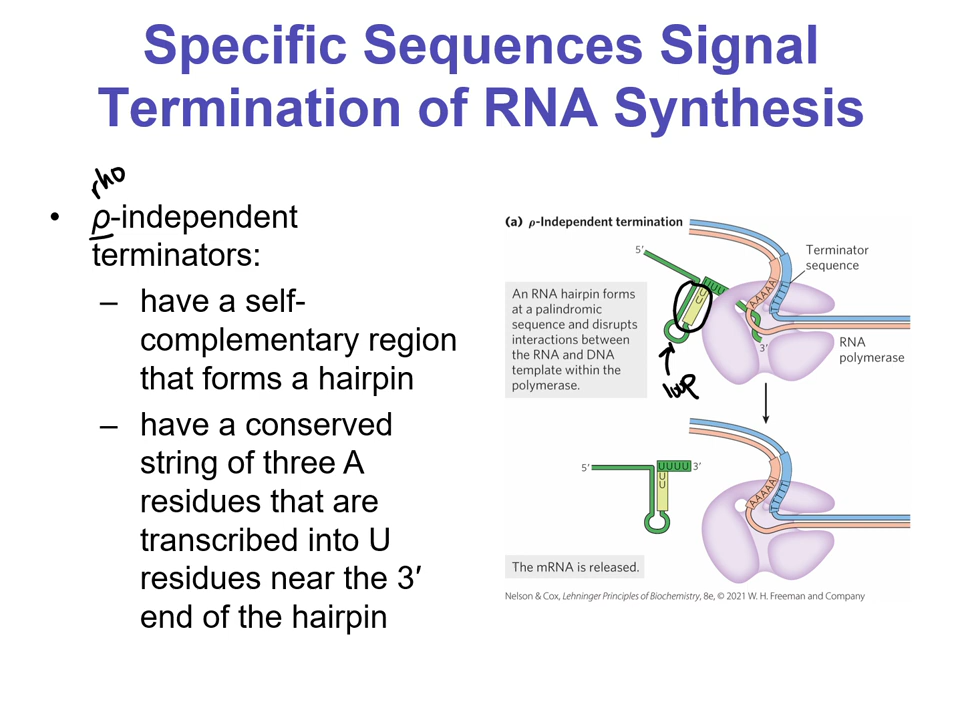 Specific Sequences Signal
Termination of RNA Synthesis
rho
• ρ-independent
terminators:
– have a self-
complementary region
that forms a hairpin
– have a conserved
string of three A
residues that are
transcribed into U
residues near the 3′
end of the hairpin
(a) ρ-Independent termination
5′
Terminator
sequence
An RNA hairpin forms
at a palindromic
sequence and disrupts
interactions between
the RNA and DNA
template within the
polymerase.
UUU
AAAAA
3′
RNA
polymerase
loop
5′
UUUU 3′
U
U
AAAAA
The mRNA is released.
Nelson & Cox, Lehninger Principles of Biochemistry, 8e, © 2021 W. H. Freeman and Company